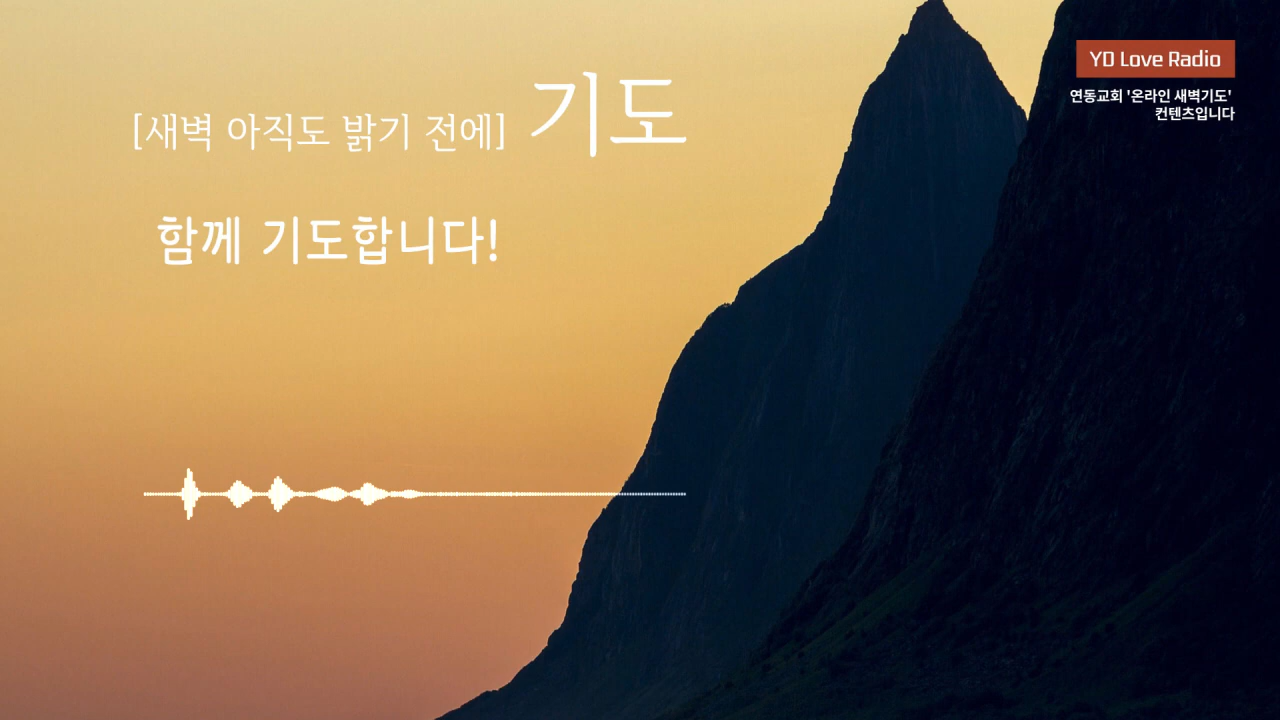 [새벽 아직도 밝기 전에] 기도
함께 기도합니다!
YD Love Radio
연동교회 '온라인 새벽기도'
컨텐츠입니다